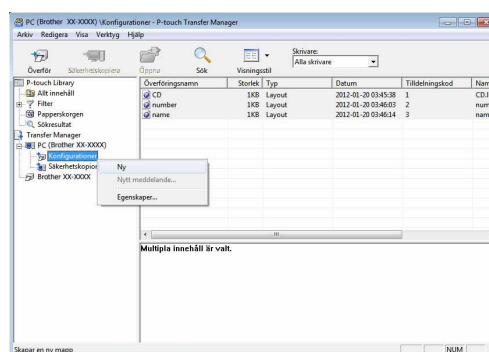 PC (Brother XX-XXXX) \Konfigurationer - P-touch Transfer Manager
Arkiv Redigera Visa Verktyg Hjälp
Skrivare:
Alla skrivare
Överför Säkerhetskopiera Öppna Sök Visningsstil
P-touch Library
Allt innehåll
Filter
Papperskorgen
Sökresultat
Transfer Manager
PC (Brother XX-XXXX)
Konfigurationer
Säkerhetskopior
Brother XX-XXXX
Ny
Nytt meddelande...
Egenskaper...
Överföringsnamn Storlek Typ Datum Tilldelningskod Nam
CD 1KB Layout 2012-01-20 03:45:38 1 CD.l
number 1KB Layout 2012-01-20 03:46:03 2 num
name 1KB Layout 2012-01-20 03:46:14 3 nam
Multipla innehåll är valt.
Skapar en ny mapp NUM